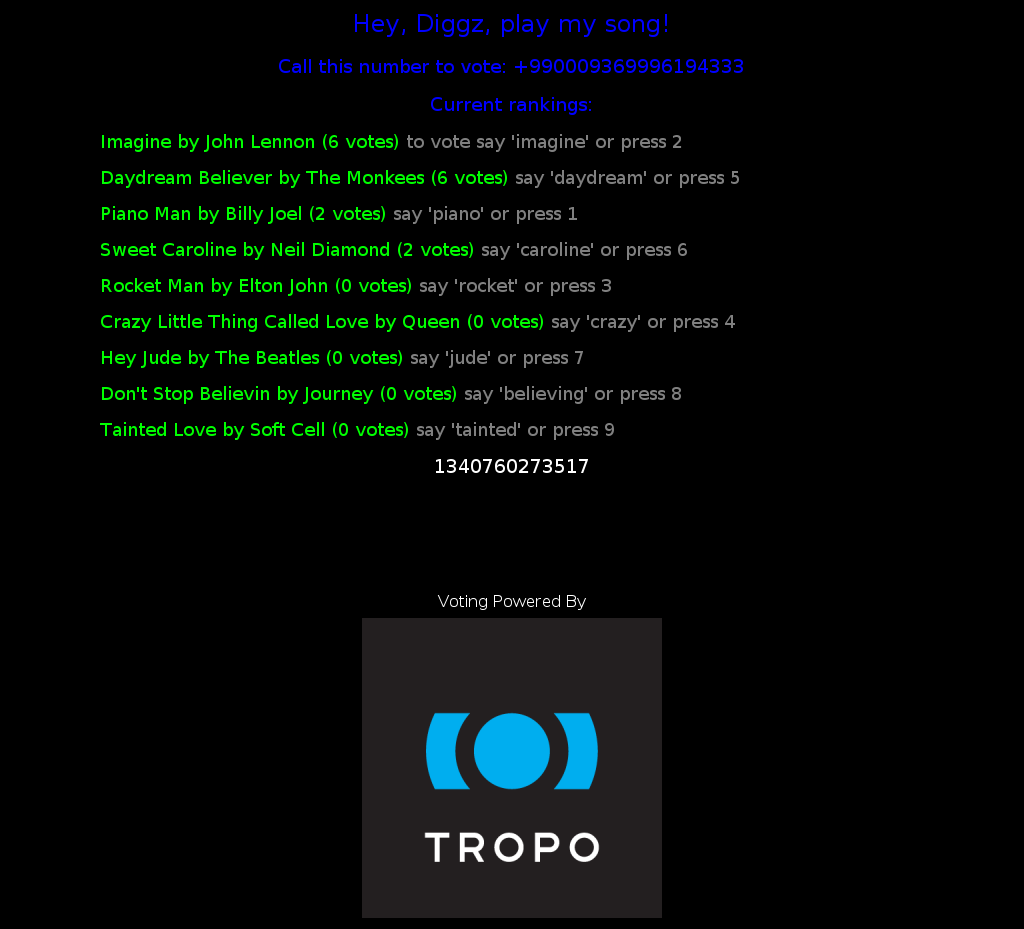 Hey, Diggz, play my song!
Call this number to vote: +990009369996194333
Current rankings:
Imagine by John Lennon (6 votes) to vote say 'imagine' or press 2
Daydream Believer by The Monkees (6 votes) say 'daydream' or press 5
Piano Man by Billy Joel (2 votes) say 'piano' or press 1
Sweet Caroline by Neil Diamond (2 votes) say 'caroline' or press 6
Rocket Man by Elton John (0 votes) say 'rocket' or press 3
Crazy Little Thing Called Love by Queen (0 votes) say 'crazy' or press 4
Hey Jude by The Beatles (0 votes) say 'jude' or press 7
Don't Stop Believin by Journey (0 votes) say 'believing' or press 8
Tainted Love by Soft Cell (0 votes) say 'tainted' or press 9
1340760273517
Voting Powered By
TROPO